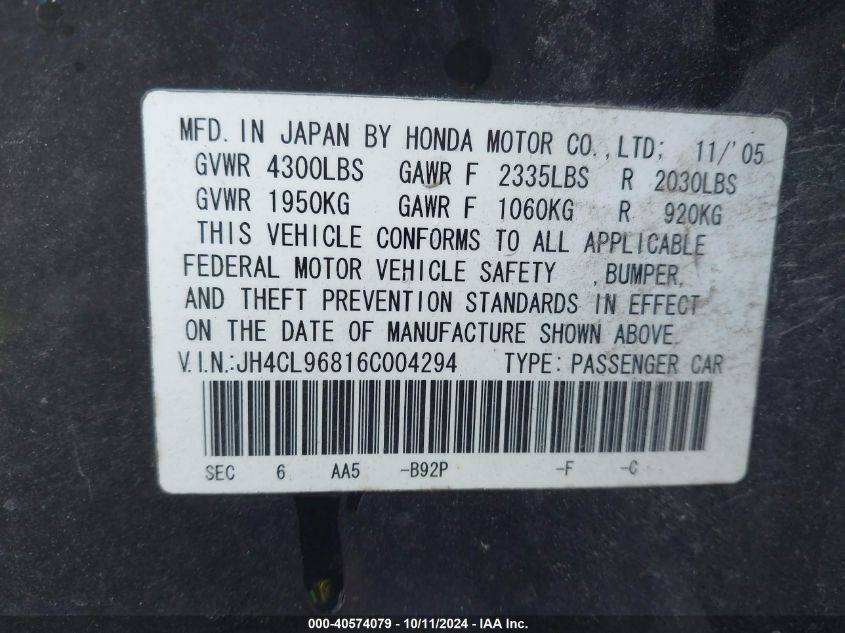 MFD. IN JAPAN BY HONDA MOTOR CO., LTD; 11/'05
GVWR 4300LBS GAWR F 2335LBS R 2030LBS
GVWR 1950KG GAWR F 1060KG R 920KG
THIS VEHICLE CONFORMS TO ALL APPLICABLE
FEDERAL MOTOR VEHICLE SAFETY , BUMPER,
AND THEFT PREVENTION STANDARDS IN EFFECT
ON THE DATE OF MANUFACTURE SHOWN ABOVE.
V.I.N.:JH4CL96816C004294 TYPE: PASSENGER CAR
SEC 6 AA5 -B92P -F -C
000-40574079 - 10/11/2024 - IAA Inc.